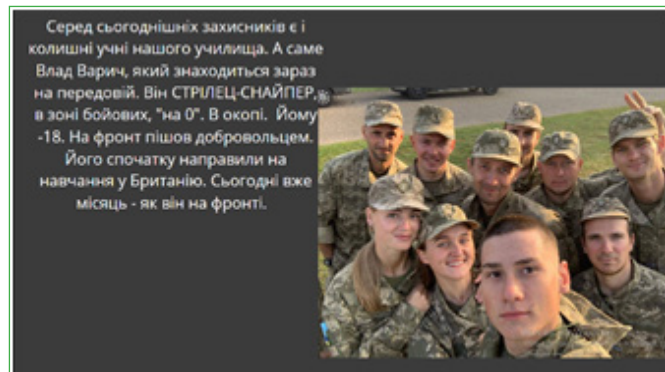 Серед сьогоднішніх захисників є і
колишні учні нашого училища. А саме
Влад Варич, який знаходиться зараз
на передовій. Він СТРІЛЕЦЬ-СНАЙПЕР,
в зоні бойових, "на 0". В окопі. Йому
-18. На фронт пішов добровольцем.
Його спочатку направили на
навчання у Британію. Сьогодні вже
місяць - як він на фронті.